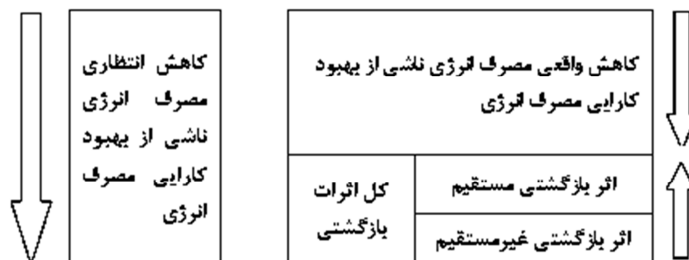 کاهش واقعی مصرف انرژی ناشی از بهبود
کارایی مصرف انرژی
کل اثرات
بازگشتی
اثر بازگشتی مستقیم
اثر بازگشتی غیرمستقیم
کاهش انتظاری
مصرف انرژی
ناشی از بهبود
کارایی مصرف
انرژی